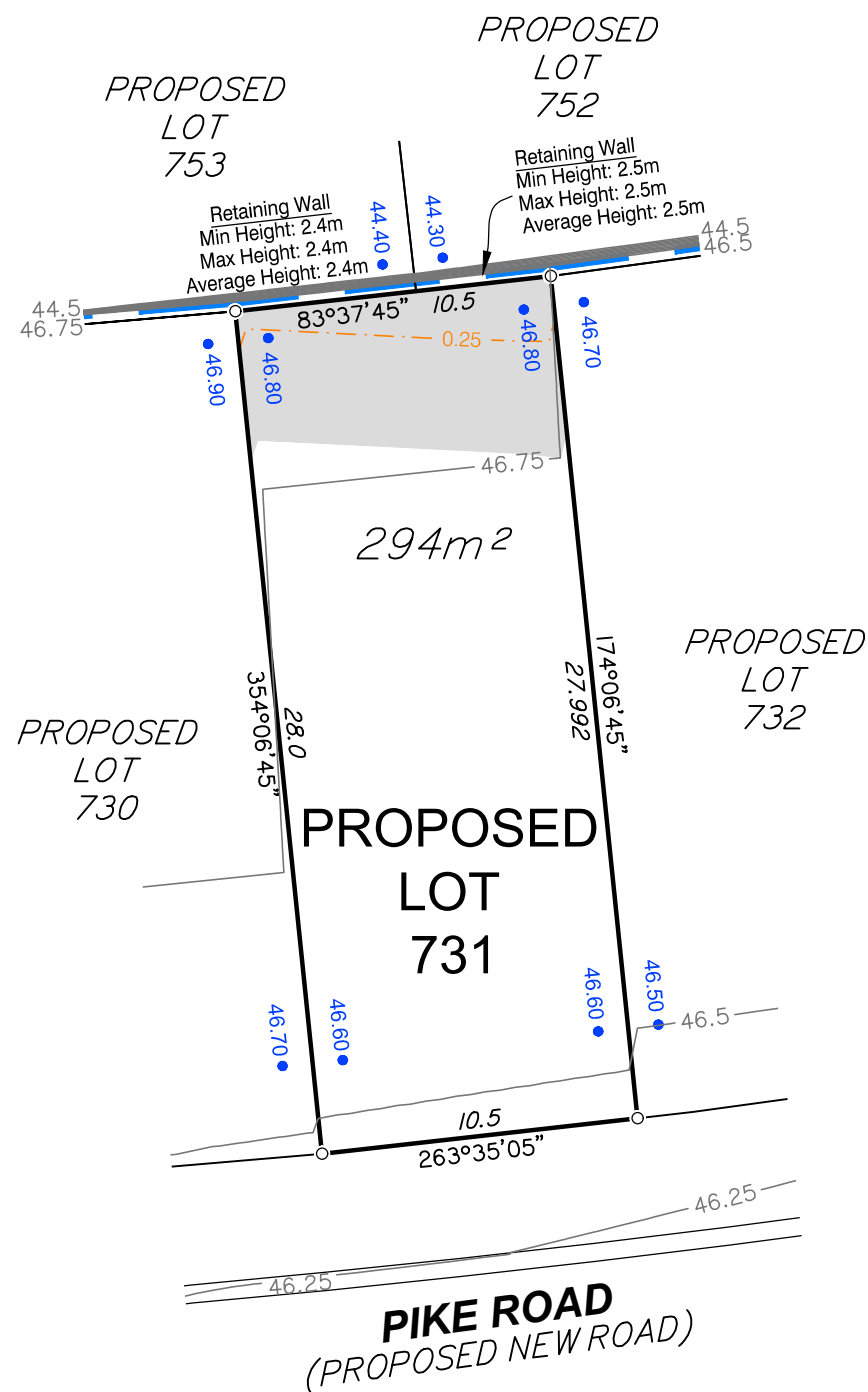 PROPOSED
LOT
752
PROPOSED
LOT
753
Retaining Wall
Min Height: 2.5m
Max Height: 2.5m
Average Height: 2.5m
Retaining Wall
Min Height: 2.4m
Max Height: 2.4m
Average Height: 2.4m
44.40
44.30
44.5
46.5
44.5
46.75
83°37'45"
10.5
0.25
46.90
46.80
46.80
46.70
46.75
294m²
354°06'45"
28.0
174°06'45"
27.992
PROPOSED
LOT
730
PROPOSED
LOT
732
PROPOSED
LOT
731
46.70
46.60
46.60
46.50
46.5
10.5
263°35'05"
46.25
46.25
PIKE ROAD
(PROPOSED NEW ROAD)